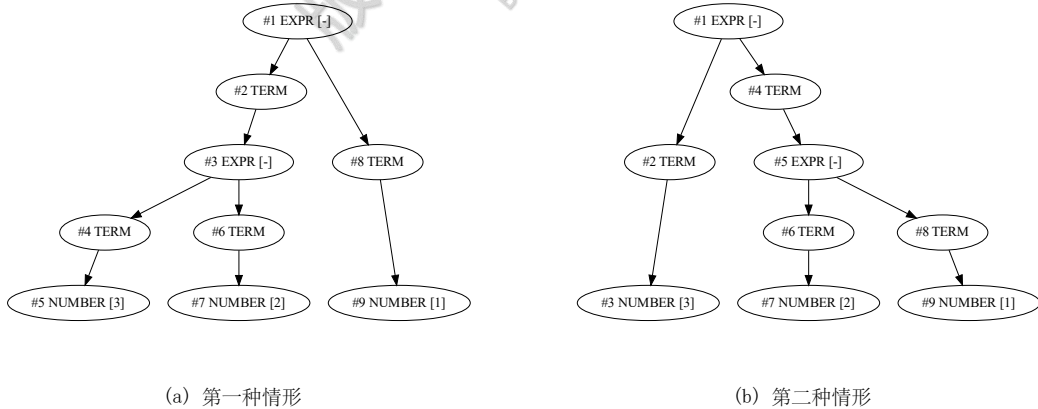 #1 EXPR [-]
#2 TERM
#3 EXPR [-]
#8 TERM
#4 TERM
#6 TERM
#5 NUMBER [3]
#7 NUMBER [2]
#9 NUMBER [1]
(a) 第一种情形
#1 EXPR [-]
#4 TERM
#2 TERM
#5 EXPR [-]
#6 TERM
#8 TERM
#3 NUMBER [3]
#7 NUMBER [2]
#9 NUMBER [1]
(b) 第二种情形